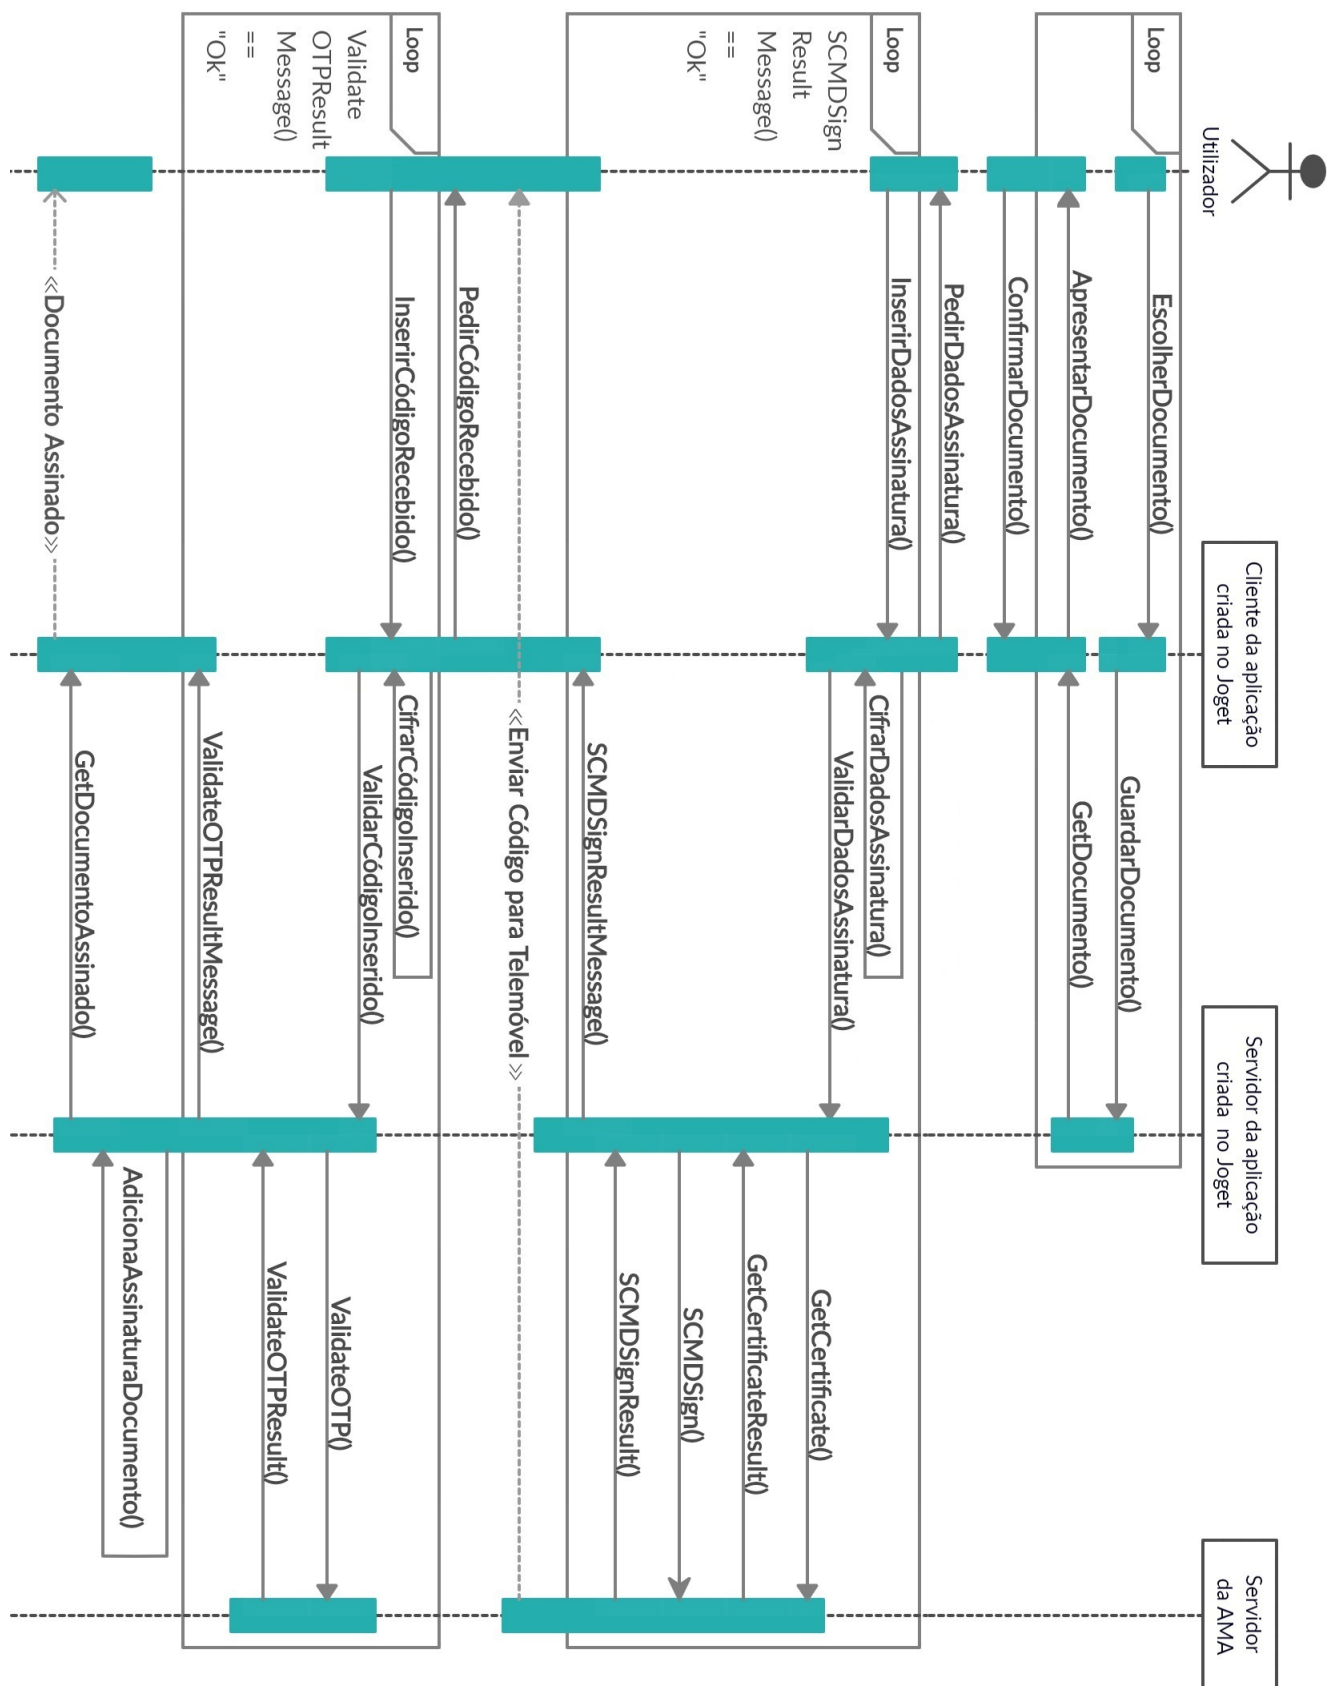 Utilizador
Cliente da aplicação
criada no Joget
Servidor da aplicação
criada no Joget
Servidor
da AMA
Loop
EscolherDocumento()
GuardarDocumento()
GetDocumento()
ApresentarDocumento()
ConfirmarDocumento()
PedirDadosAssinatura()
Loop
SCMDSign
Result
Message()
==
"Ok"
InserirDadosAssinatura()
CifrarDadosAssinatura()
ValidarDadosAssinatura()
GetCertificate()
GetCertificateResult()
SCMDSign()
SCMDSignResult()
SCMDSignResultMessage()
<<Enviar Código para Telemóvel>>
PedirCódigoRecebido()
Loop
Validate
OTPResult
Message()
==
"Ok"
InserirCódigoRecebido()
CifrarCódigoInserido()
ValidarCódigoInserido()
ValidateOTP()
ValidateOTPResult()
ValidateOTPResultMessage()
AdicionaAssinaturaDocumento()
GetDocumentoAssinado()
<<Documento Assinado>>